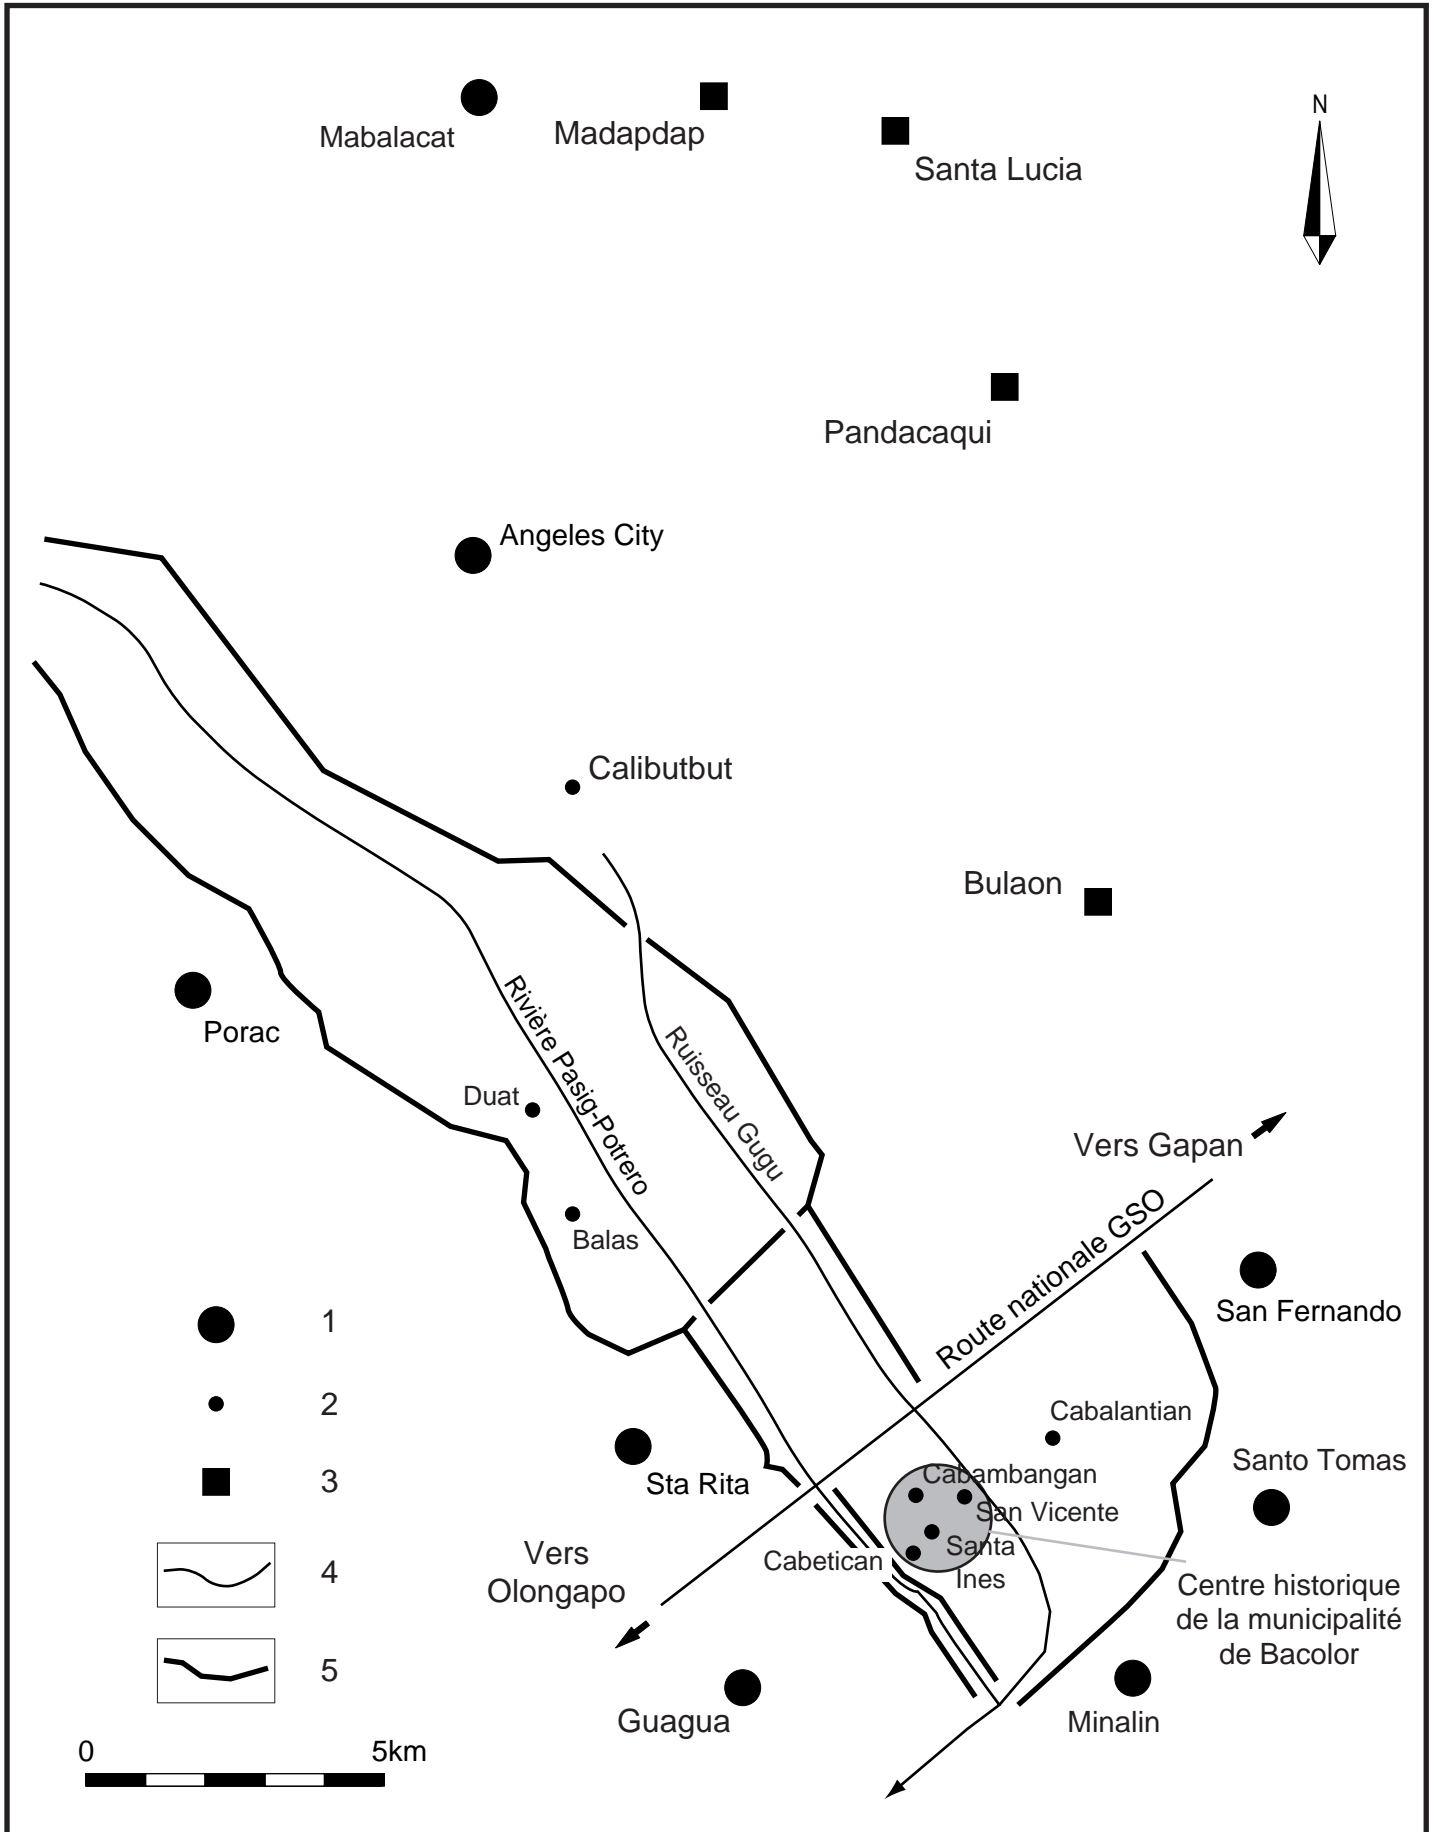 N
Mabalacat
Madapdap
Santa Lucia
Pandacaqui
Angeles City
Calibutbut
Bulaon
Porac
Rivière Pasig-Potrero
Ruisseau Gugu
Duat
Balas
Vers Gapan
Route nationale GSO
San Fernando
1
2
3
4
5
Sta Rita
Cabalantian
Santo Tomas
Cabambangan
San Vicente
Santa
Ines
Cabetican
Vers
Olongapo
Centre historique
de la municipalité
de Bacolor
Guagua
Minalin
0
5km